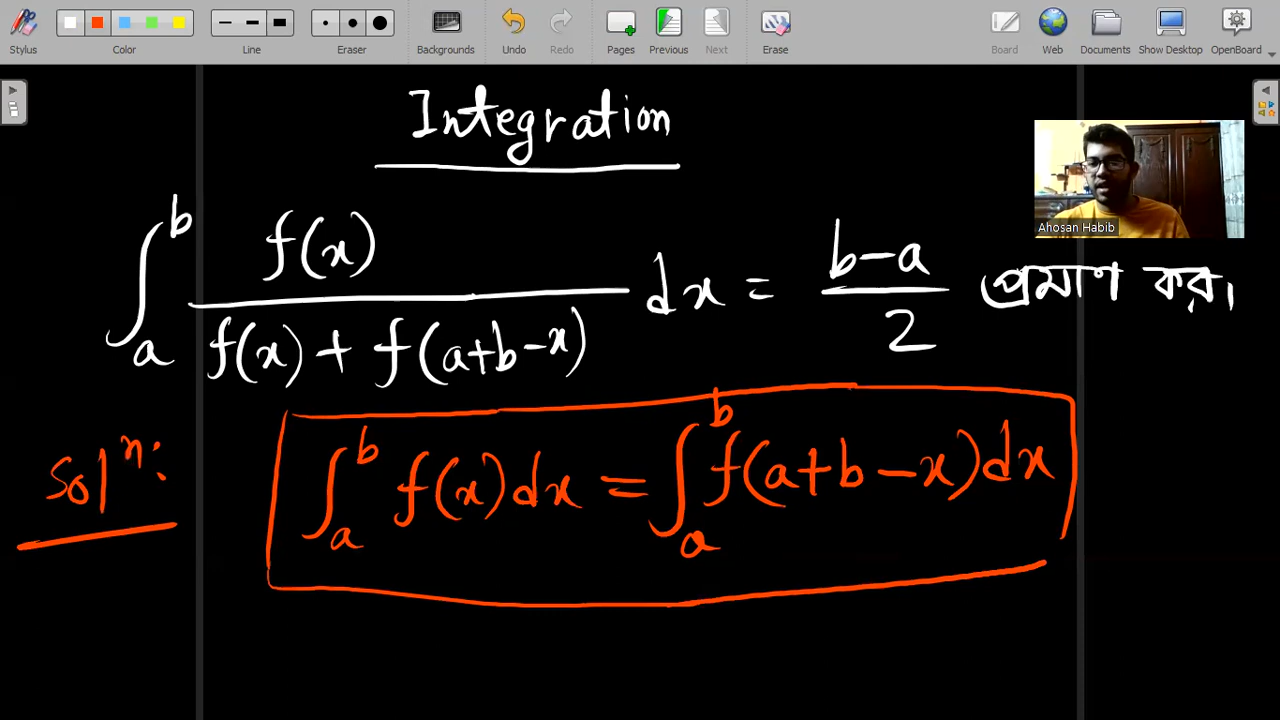 Stylus Color Line Eraser Backgrounds Undo Redo Pages Previous Next Erase Board Web Documents Show Desktop OpenBoard
Integration
Ahosan Habib
∫_a^b f(x)/(f(x) + f(a+b-x)) dx = (b-a)/2 প্রমাণ কর।
Solⁿ:
∫_a^b f(x)dx = ∫_a^b f(a+b-x)dx